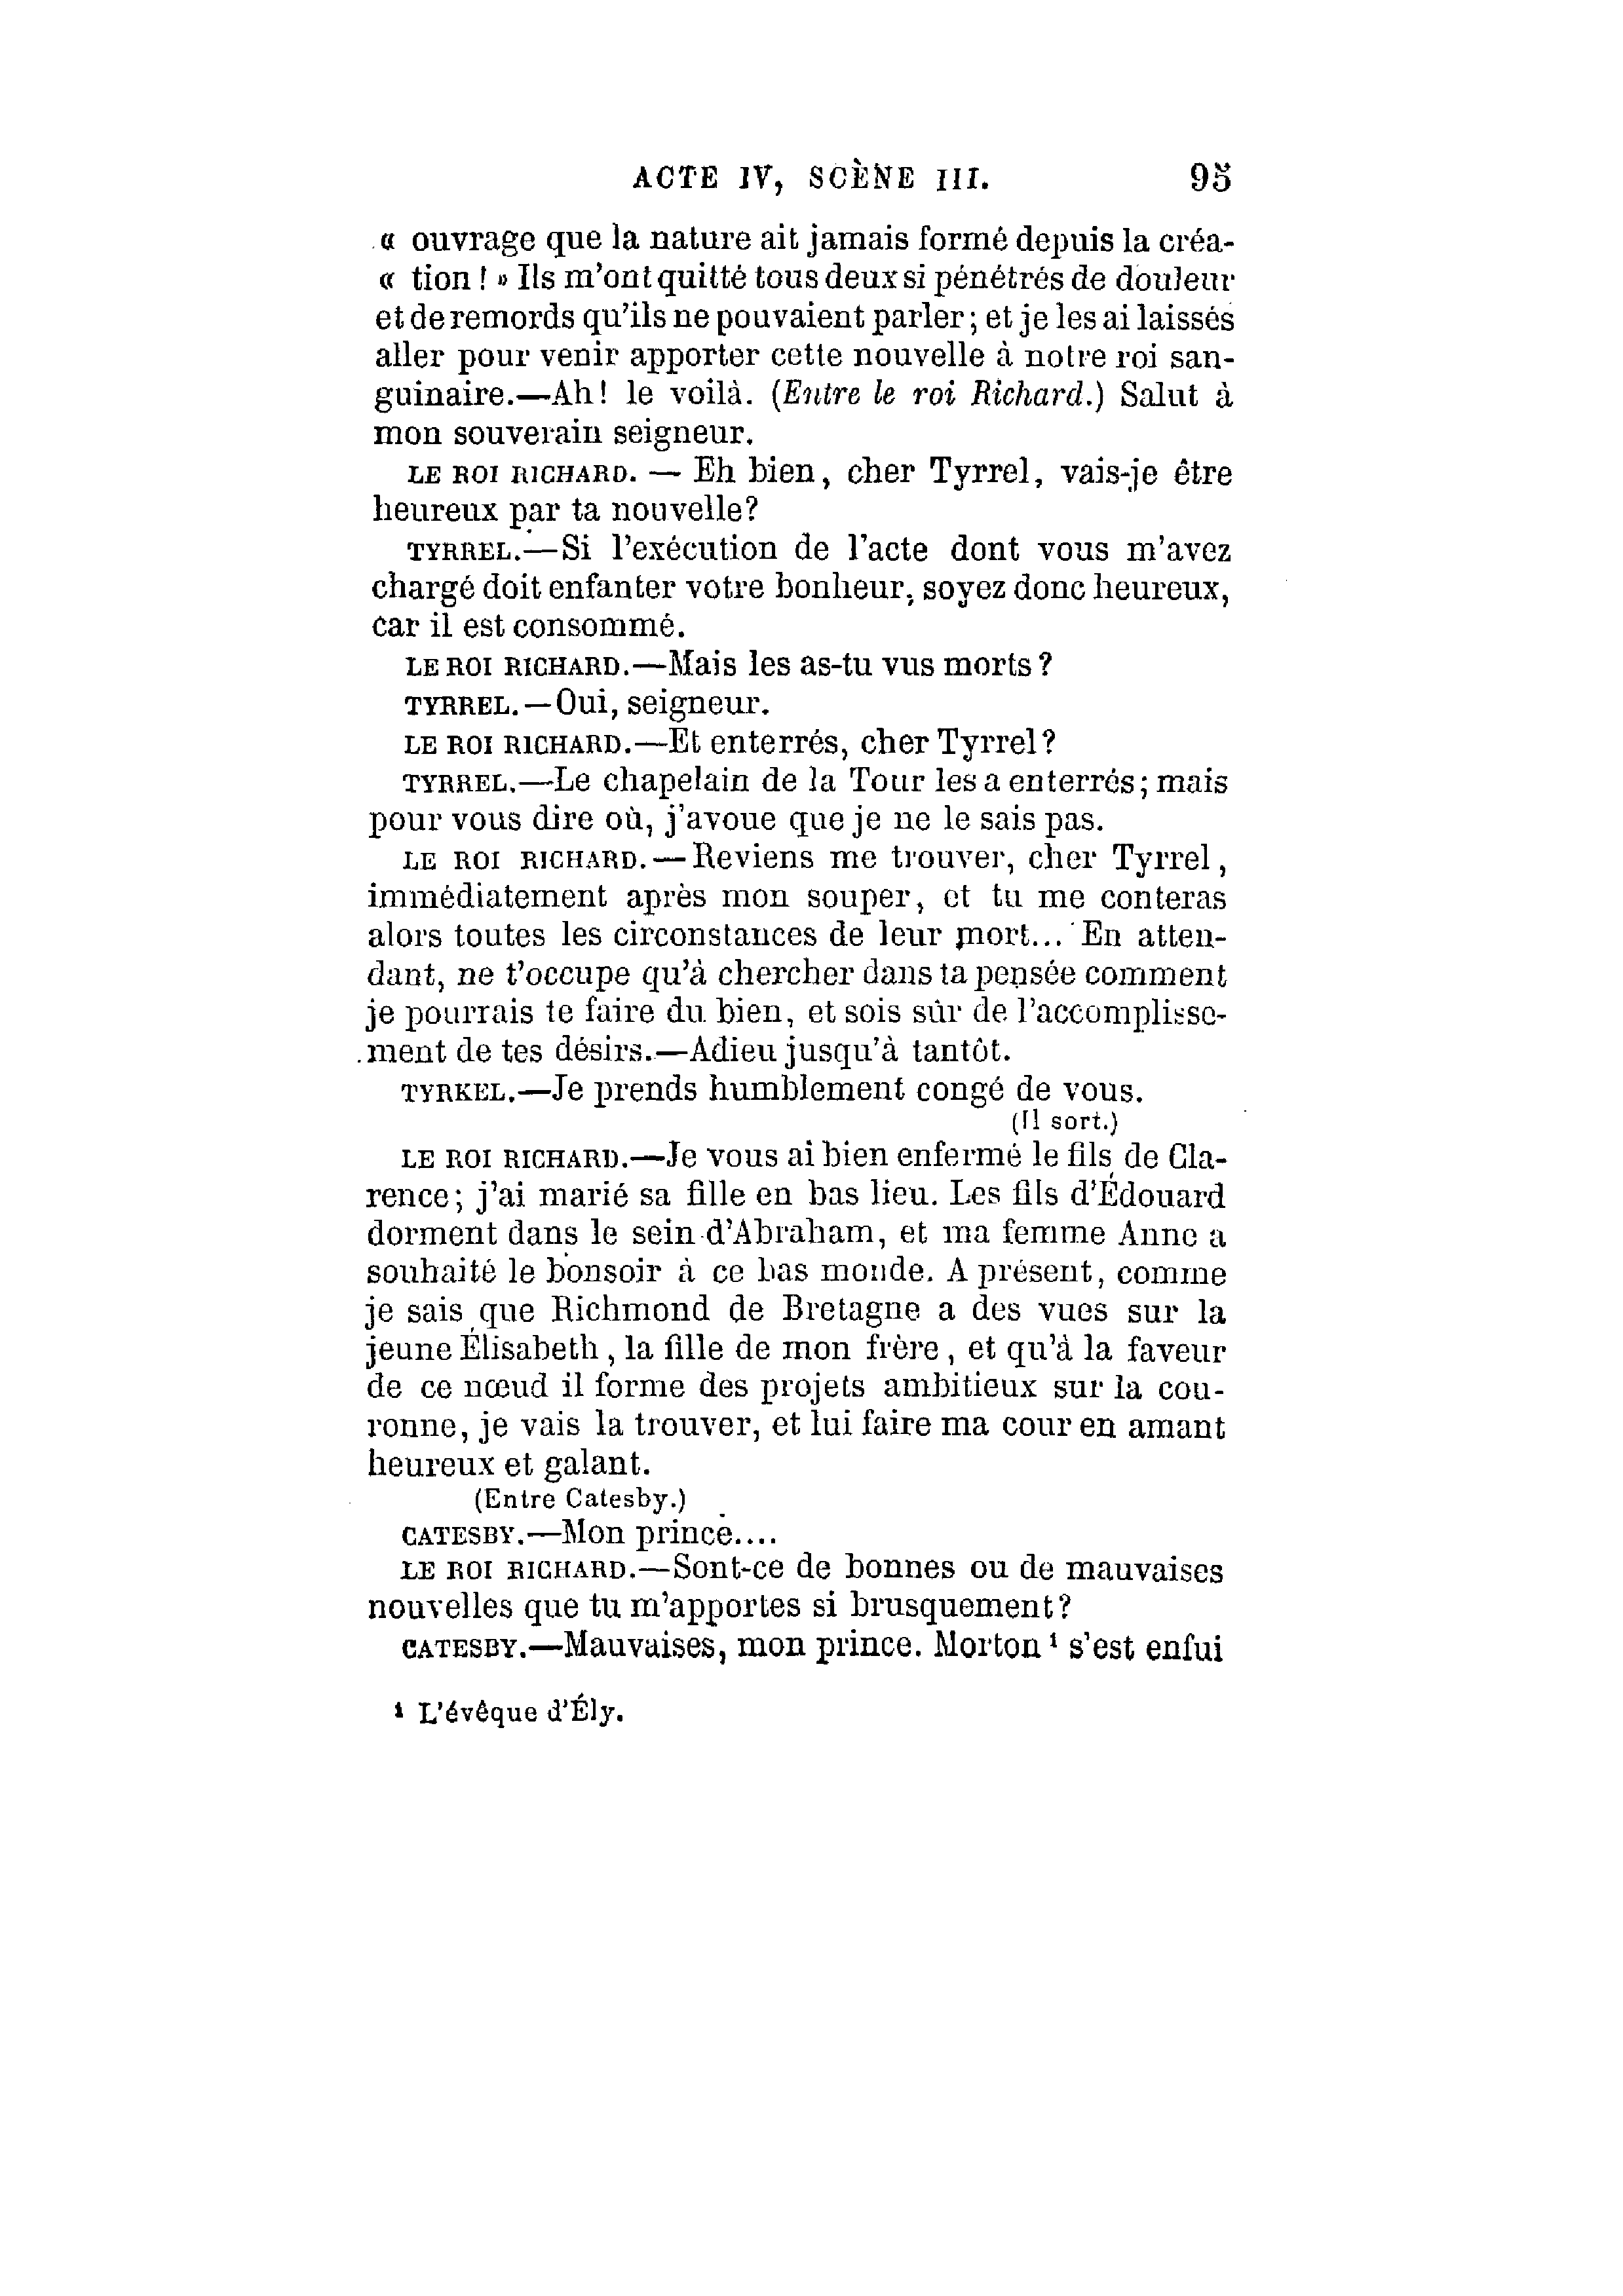 ACTE IV, SCÈNE III. 95
« ouvrage que la nature ait jamais formé depuis la créa-
« tion ! » Ils m'ont quitté tous deux si pénétrés de douleur
et de remords qu'ils ne pouvaient parler ; et je les ai laissés
aller pour venir apporter cette nouvelle à notre roi san-
guinaire.—Ah! le voilà. (Entre le roi Richard.) Salut à
mon souverain seigneur.
LE ROI RICHARD. — Eh bien, cher Tyrrel, vais-je être
heureux par ta nouvelle?
TYRREL.—Si l'exécution de l'acte dont vous m'avez
chargé doit enfanter votre bonheur, soyez donc heureux,
car il est consommé.
LE ROI RICHARD.—Mais les as-tu vus morts ?
TYRREL.—Oui, seigneur.
LE ROI RICHARD.—Et enterrés, cher Tyrrel?
TYRREL.—Le chapelain de la Tour les a enterrés; mais
pour vous dire où, j'avoue que je ne le sais pas.
LE ROI RICHARD.—Reviens me trouver, cher Tyrrel,
immédiatement après mon souper, et tu me conteras
alors toutes les circonstances de leur mort... En atten-
dant, ne t'occupe qu'à chercher dans ta pensée comment
je pourrais te faire du bien, et sois sûr de l'accomplisse-
ment de tes désirs.—Adieu jusqu'à tantôt.
TYRKEL.—Je prends humblement congé de vous.
(Il sort.)
LE ROI RICHARD.—Je vous ai bien enfermé le fils de Cla-
rence; j'ai marié sa fille en bas lieu. Les fils d'Édouard
dorment dans le sein d'Abraham, et ma femme Anne a
souhaité le bonsoir à ce bas monde. A présent, comme
je sais que Richmond de Bretagne a des vues sur la
jeune Élisabeth, la fille de mon frère, et qu'à la faveur
de ce nœud il forme des projets ambitieux sur la cou-
ronne, je vais la trouver, et lui faire ma cour en amant
heureux et galant.
(Entre Catesby.)
CATESBY.—Mon prince....
LE ROI RICHARD.—Sont-ce de bonnes ou de mauvaises
nouvelles que tu m'apportes si brusquement?
CATESBY.—Mauvaises, mon prince. Morton ¹ s'est enfui
¹ L'évêque d'Ély.